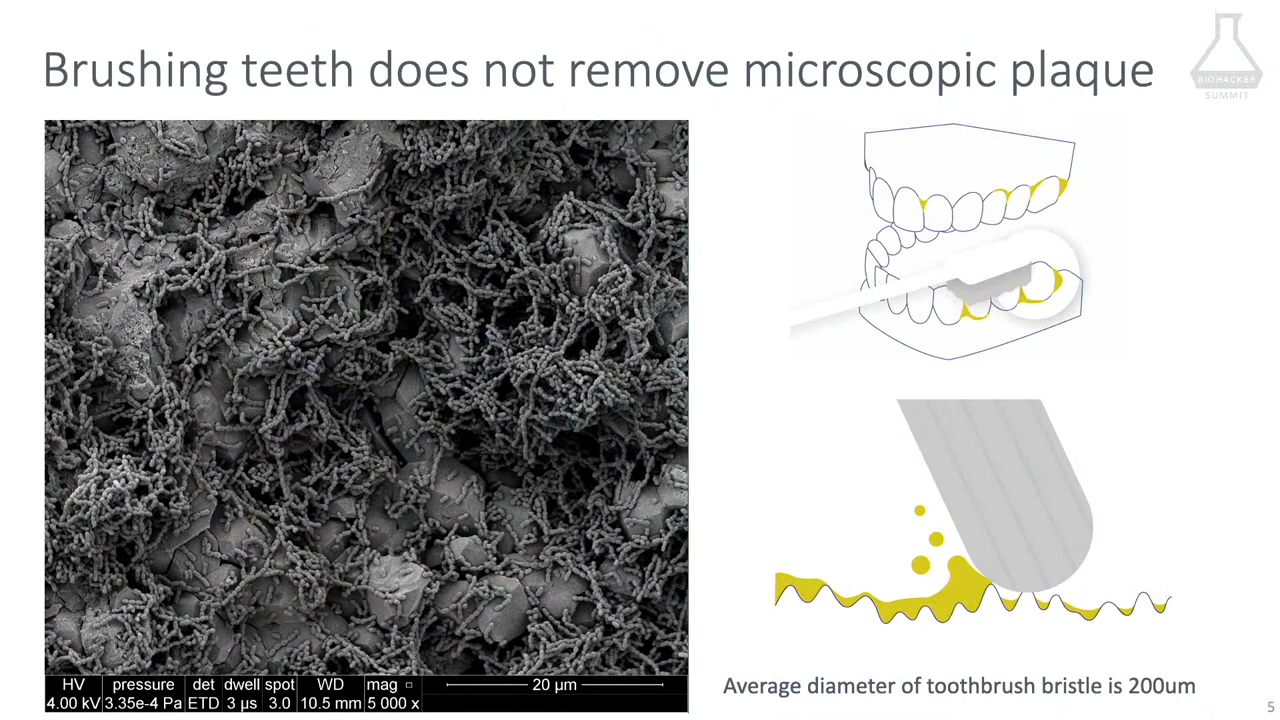 Brushing teeth does not remove microscopic plaque
BIOHACKER
SUMMIT
HV pressure det dwell spot WD mag □ 20 µm
4.00 kV 3.35e-4 Pa ETD 3 µs 3.0 10.5 mm 5 000 x
Average diameter of toothbrush bristle is 200um
5